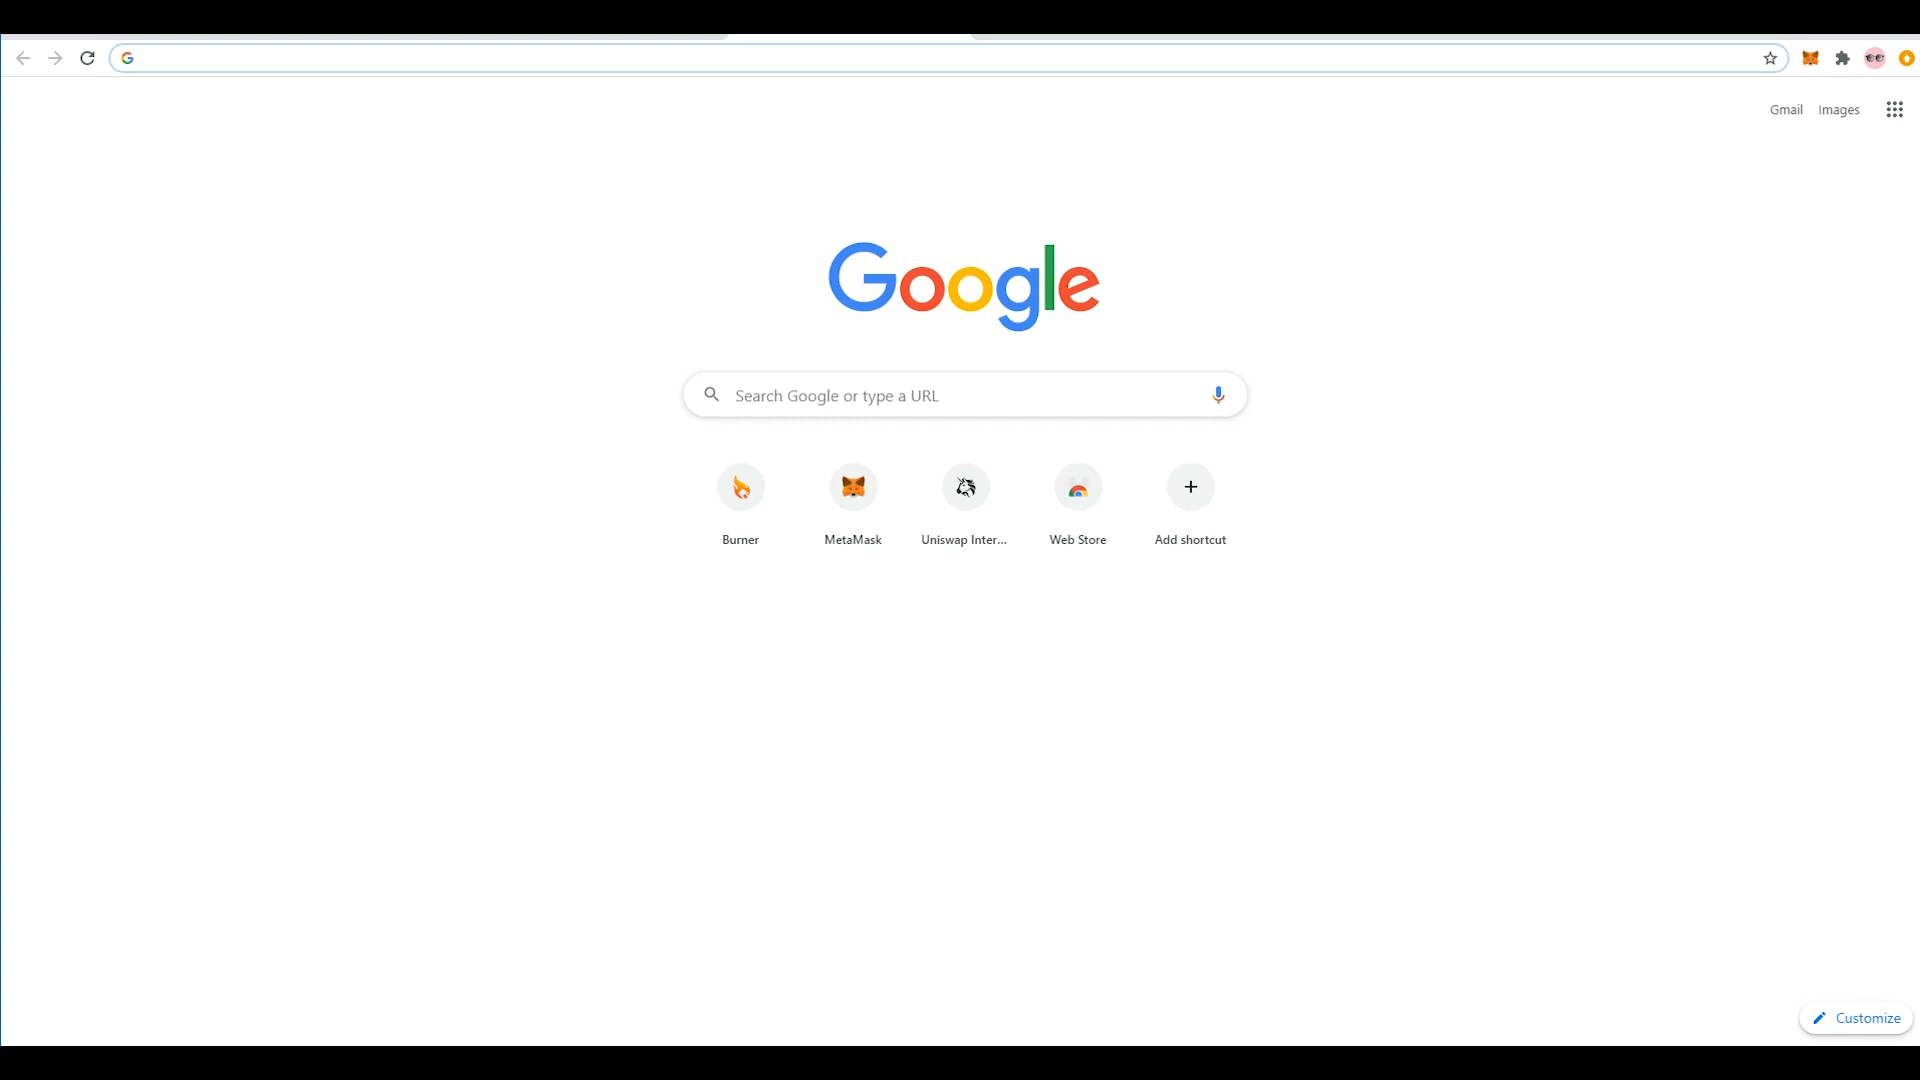 Gmail Images
Google
Search Google or type a URL
Burner
MetaMask
Uniswap Inter...
Web Store
Add shortcut
Customize